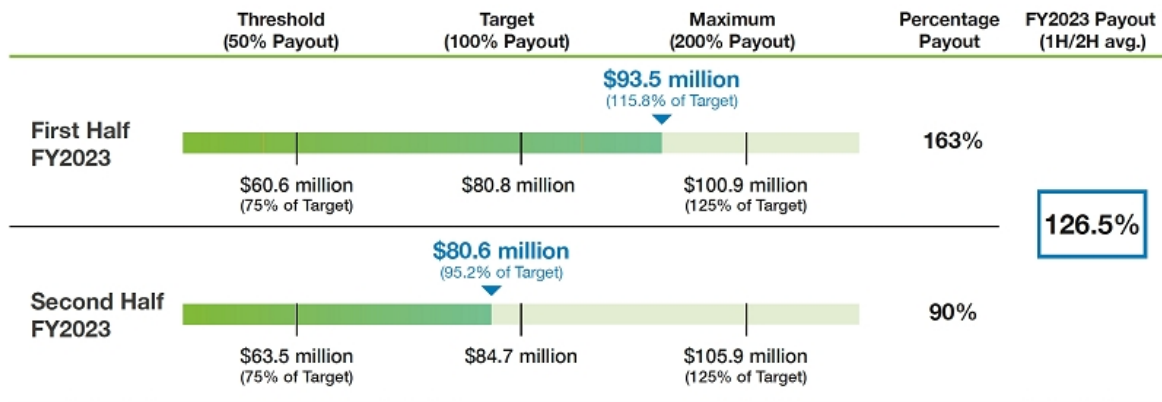 Threshold
(50% Payout)
Target
(100% Payout)
Maximum
(200% Payout)
Percentage
Payout
FY2023 Payout
(1H/2H avg.)
$93.5 million
(115.8% of Target)
First Half
FY2023
163%
$60.6 million
(75% of Target)
$80.8 million
$100.9 million
(125% of Target)
126.5%
$80.6 million
(95.2% of Target)
Second Half
FY2023
90%
$63.5 million
(75% of Target)
$84.7 million
$105.9 million
(125% of Target)